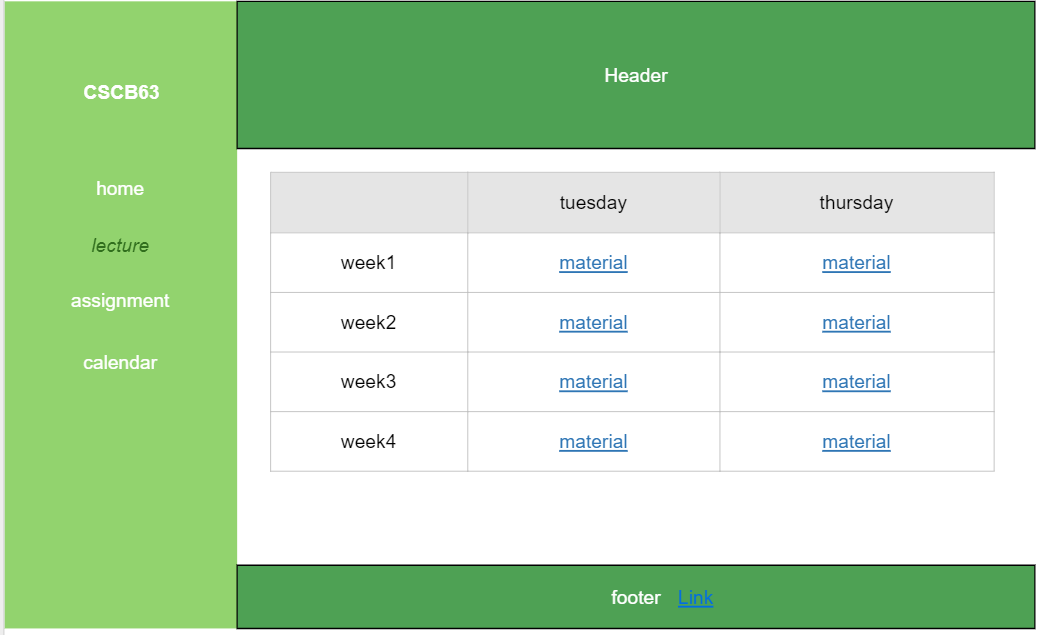 CSCB63
home
lecture
assignment
calendar
Header
tuesday thursday
week1 material material
week2 material material
week3 material material
week4 material material
footer Link